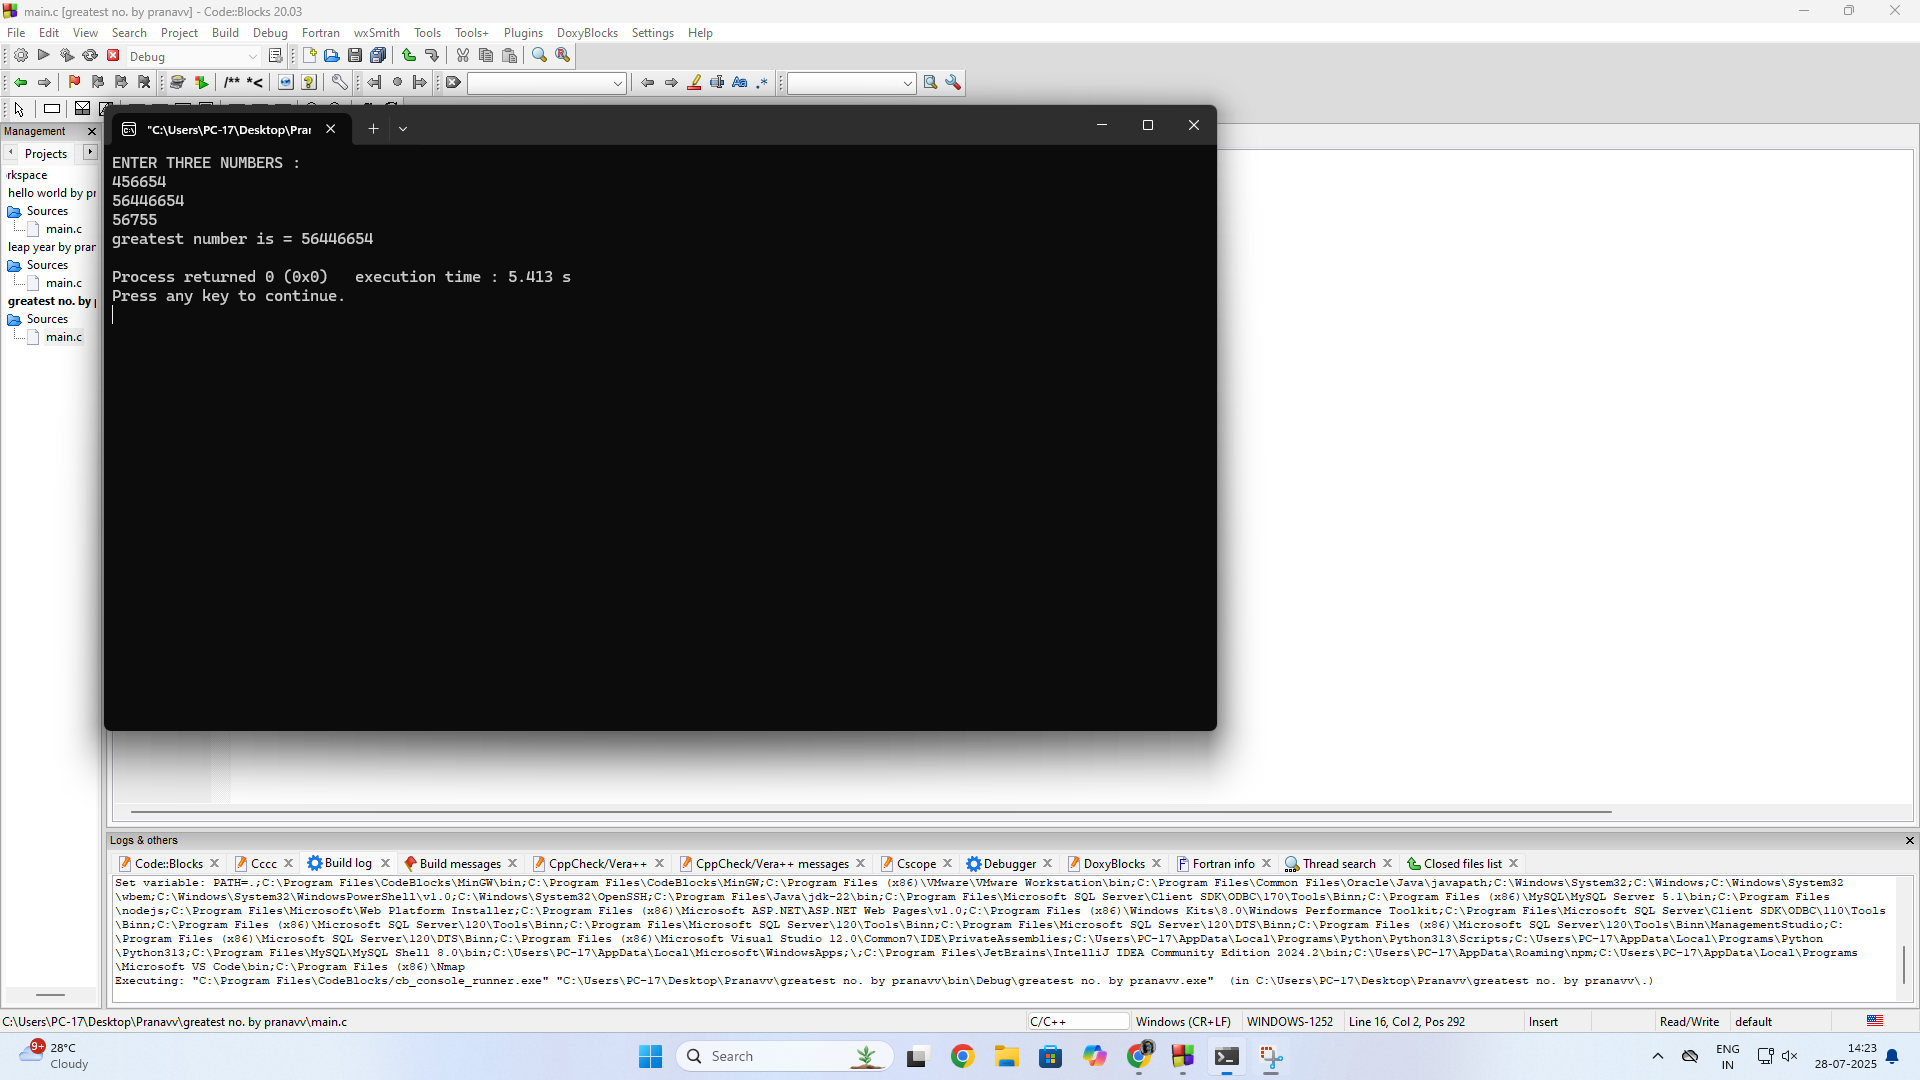 main.c [greatest no. by pranavv] - Code::Blocks 20.03
File Edit View Search Project Build Debug Fortran wxSmith Tools Tools+ Plugins DoxyBlocks Settings Help
Debug
/** *<
Management
Projects
rkspace
hello world by pr
Sources
main.c
leap year by pran
Sources
main.c
greatest no. by p
Sources
main.c
"C:\Users\PC-17\Desktop\Pran
ENTER THREE NUMBERS :
456654
56446654
56755
greatest number is = 56446654
Process returned 0 (0x0)   execution time : 5.413 s
Press any key to continue.
Logs & others
Code::Blocks Cccc Build log Build messages CppCheck/Vera++ CppCheck/Vera++ messages Cscope Debugger DoxyBlocks Fortran info Thread search Closed files list
Set variable: PATH=.;C:\Program Files\CodeBlocks\MinGW\bin;C:\Program Files\CodeBlocks\MinGW;C:\Program Files (x86)\VMware\VMware Workstation\bin;C:\Program Files\Common Files\Oracle\Java\javapath;C:\Windows\System32;C:\Windows;C:\Windows\System32
\wbem;C:\Windows\System32\WindowsPowerShell\v1.0;C:\Windows\System32\OpenSSH;C:\Program Files\Java\jdk-22\bin;C:\Program Files\Microsoft SQL Server\Client SDK\ODBC\170\Tools\Binn;C:\Program Files (x86)\MySQL\MySQL Server 5.1\bin;C:\Program Files
\nodejs;C:\Program Files\Microsoft\Web Platform Installer;C:\Program Files (x86)\Microsoft ASP.NET\ASP.NET Web Pages\v1.0;C:\Program Files (x86)\Windows Kits\8.0\Windows Performance Toolkit;C:\Program Files\Microsoft SQL Server\Client SDK\ODBC\110\Tools
\Binn;C:\Program Files (x86)\Microsoft SQL Server\120\Tools\Binn;C:\Program Files\Microsoft SQL Server\120\Tools\Binn;C:\Program Files\Microsoft SQL Server\120\DTS\Binn;C:\Program Files (x86)\Microsoft SQL Server\120\Tools\Binn\ManagementStudio;C:
\Program Files (x86)\Microsoft SQL Server\120\DTS\Binn;C:\Program Files (x86)\Microsoft Visual Studio 12.0\Common7\IDE\PrivateAssemblies;C:\Users\PC-17\AppData\Local\Programs\Python\Python313\Scripts;C:\Users\PC-17\AppData\Local\Programs\Python
\Python313;C:\Program Files\MySQL\MySQL Shell 8.0\bin;C:\Users\PC-17\AppData\Local\Microsoft\WindowsApps;\;C:\Program Files\JetBrains\IntelliJ IDEA Community Edition 2024.2\bin;C:\Users\PC-17\AppData\Roaming\npm;C:\Users\PC-17\AppData\Local\Programs
\Microsoft VS Code\bin;C:\Program Files (x86)\Nmap
Executing: "C:\Program Files\CodeBlocks/cb_console_runner.exe" "C:\Users\PC-17\Desktop\Pranavv\greatest no. by pranavv\bin\Debug\greatest no. by pranavv.exe"  (in C:\Users\PC-17\Desktop\Pranavv\greatest no. by pranavv\.)
C:\Users\PC-17\Desktop\Pranavv\greatest no. by pranavv\main.c C/C++ Windows (CR+LF) WINDOWS-1252 Line 16, Col 2, Pos 292 Insert Read/Write default
9+ 28°C
Cloudy
Search
ENG
IN
14:23
28-07-2025